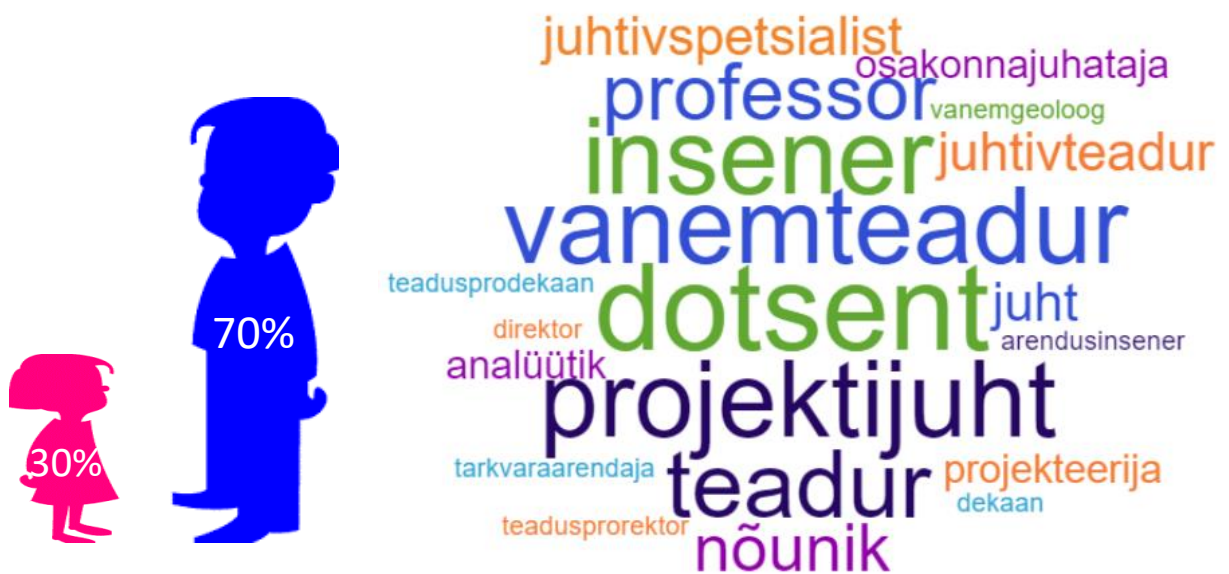 70%
30%
juhtivspetsialist
osakonnajuhataja
professor
vanemgeoloog
insener
juhtivteadur
vanemteadur
teadusprodekaan
dotsent
juht
direktor
arendusinsener
analüütik
projektijuht
tarkvaraarendaja
teadur
projekteerija
dekaan
teadusprorektor
nõunik